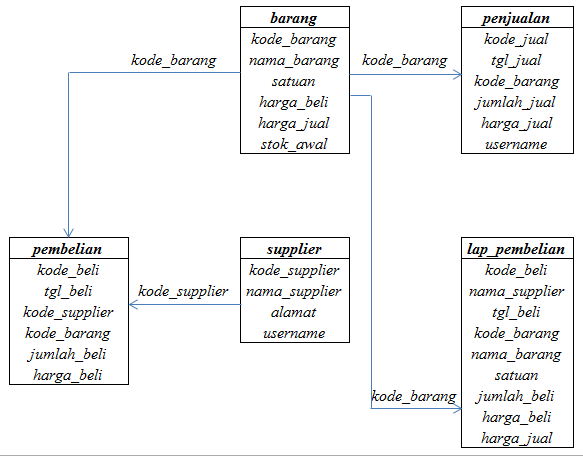 barang
kode_barang
nama_barang
satuan
harga_beli
harga_jual
stok_awal
penjualan
kode_jual
tgl_jual
kode_barang
jumlah_jual
harga_jual
username
kode_barang
kode_barang
pembelian
kode_beli
tgl_beli
kode_supplier
kode_barang
jumlah_beli
harga_beli
kode_supplier
supplier
kode_supplier
nama_supplier
alamat
username
kode_barang
lap_pembelian
kode_beli
nama_supplier
tgl_beli
kode_barang
nama_barang
satuan
jumlah_beli
harga_beli
harga_jual